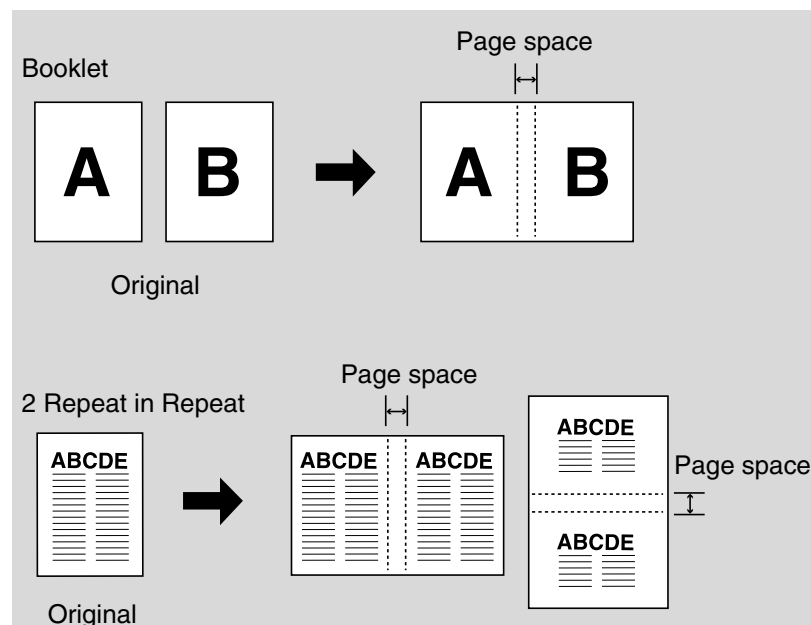 Page space
Booklet
A
B
A
B
Original
Page space
2 Repeat in Repeat
ABCDE
ABCDE
ABCDE
ABCDE
Page space
ABCDE
Original